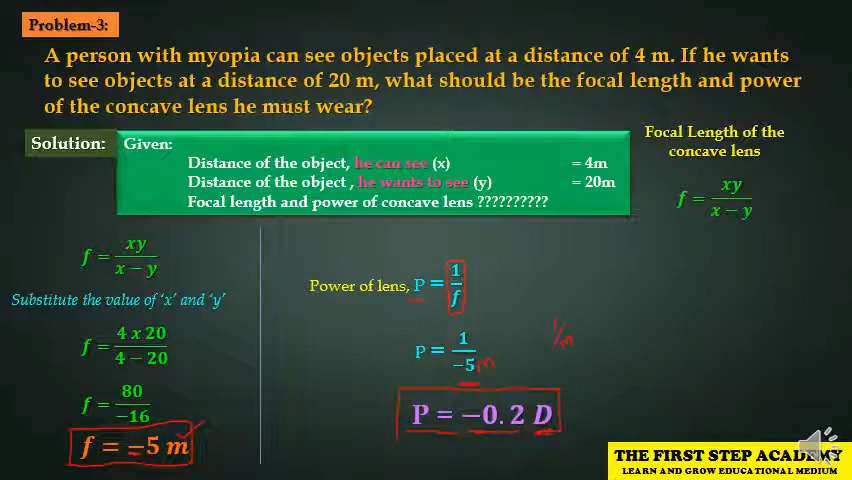 Problem-3:
A person with myopia can see objects placed at a distance of 4 m. If he wants
to see objects at a distance of 20 m, what should be the focal length and power
of the concave lens he must wear?
Solution:
Given:
Distance of the object, he can see (x) = 4m
Distance of the object , he wants to see (y) = 20m
Focal length and power of concave lens ??????????
Focal Length of the
concave lens
f = xy / x − y
f = xy / x − y
Substitute the value of ‘x’ and ‘y’
f = 4 x 20 / 4 − 20
f = 80 / −16
f = −5 m
Power of lens, P = 1 / f
P = 1 / −5 m
1/m
P = −0.2 D
THE FIRST STEP ACADEMY
LEARN AND GROW EDUCATIONAL MEDIUM